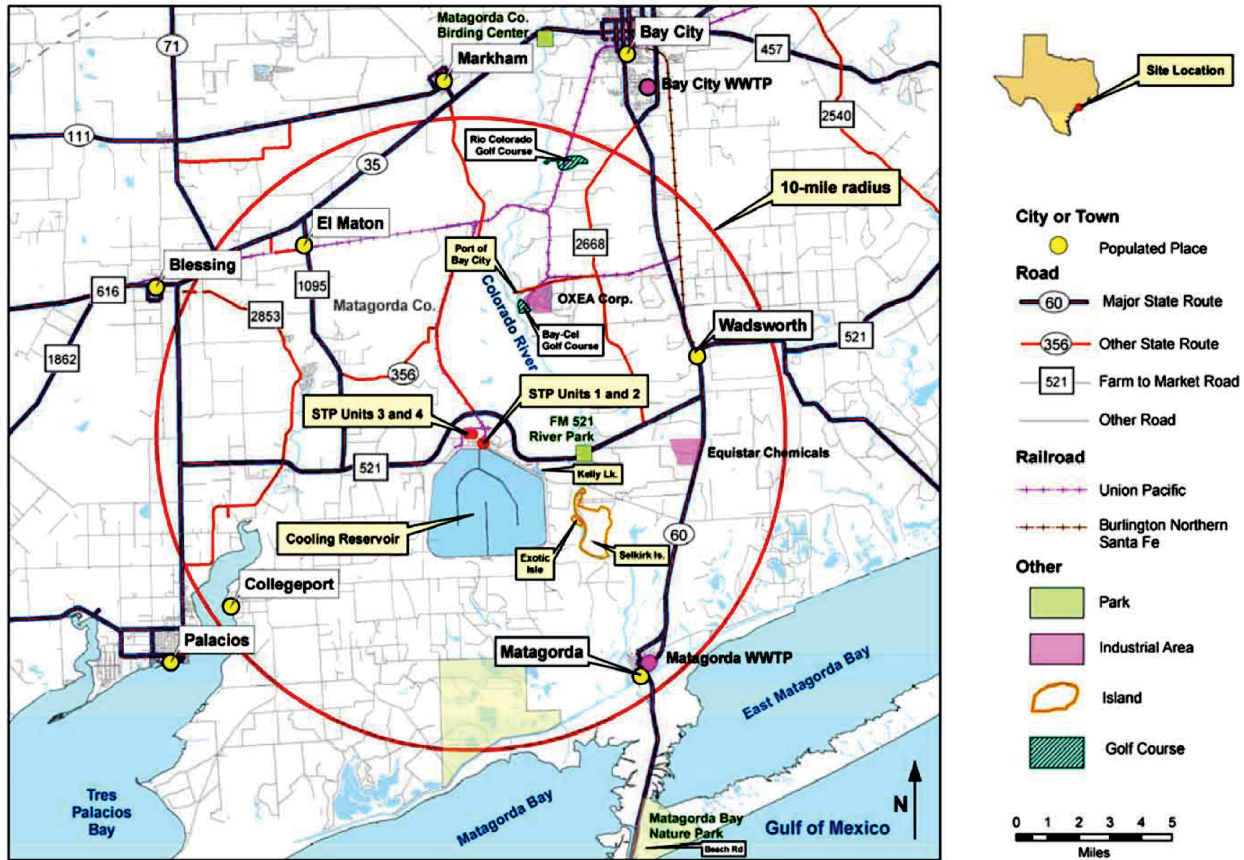 71
Matagorda Co.
Birding Center
Bay City
457
Markham
Bay City WWTP
2540
111
Rio Colorado
Golf Course
35
10-mile radius
El Maton
Port of
Bay City
2668
Blessing
616
1095
Matagorda Co.
Colorado River
OXEA Corp.
2853
Bay-Cel
Golf Course
Wadsworth
521
1862
356
STP Units 1 and 2
STP Units 3 and 4
FM 521
River Park
521
Equistar Chemicals
Kelly Lk.
Cooling Reservoir
60
Exotic
Isle
Selkirk Is.
Collegeport
Palacios
Matagorda
Matagorda WWTP
East Matagorda Bay
Tres
Palacios
Bay
Matagorda Bay
Matagorda Bay
Nature Park
Beach Rd
Gulf of Mexico
N
Site Location
City or Town
Populated Place
Road
60 Major State Route
356 Other State Route
521 Farm to Market Road
Other Road
Railroad
Union Pacific
Burlington Northern
Santa Fe
Other
Park
Industrial Area
Island
Golf Course
0 1 2 3 4 5
Miles